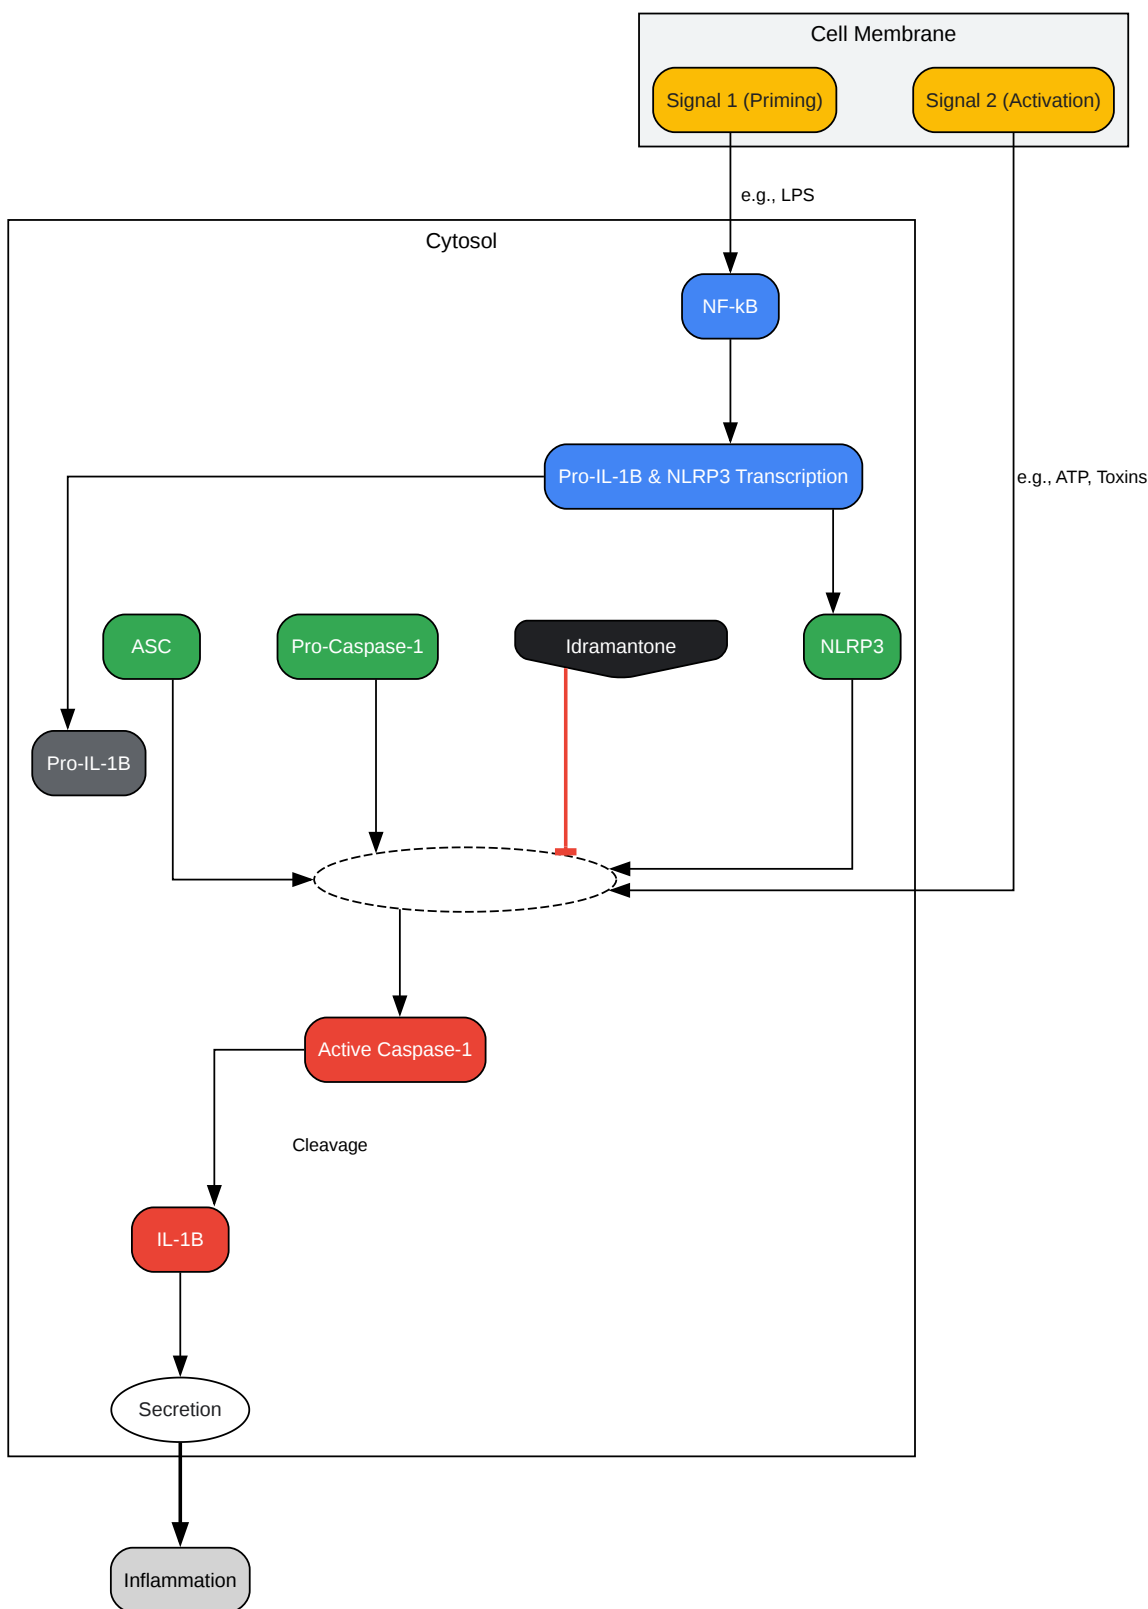 Cell Membrane
Signal 1 (Priming)
Signal 2 (Activation)
e.g., LPS
Cytosol
NF-kB
Pro-IL-1B & NLRP3 Transcription
e.g., ATP, Toxins
ASC
Pro-Caspase-1
Idramantone
NLRP3
Pro-IL-1B
Active Caspase-1
Cleavage
IL-1B
Secretion
Inflammation